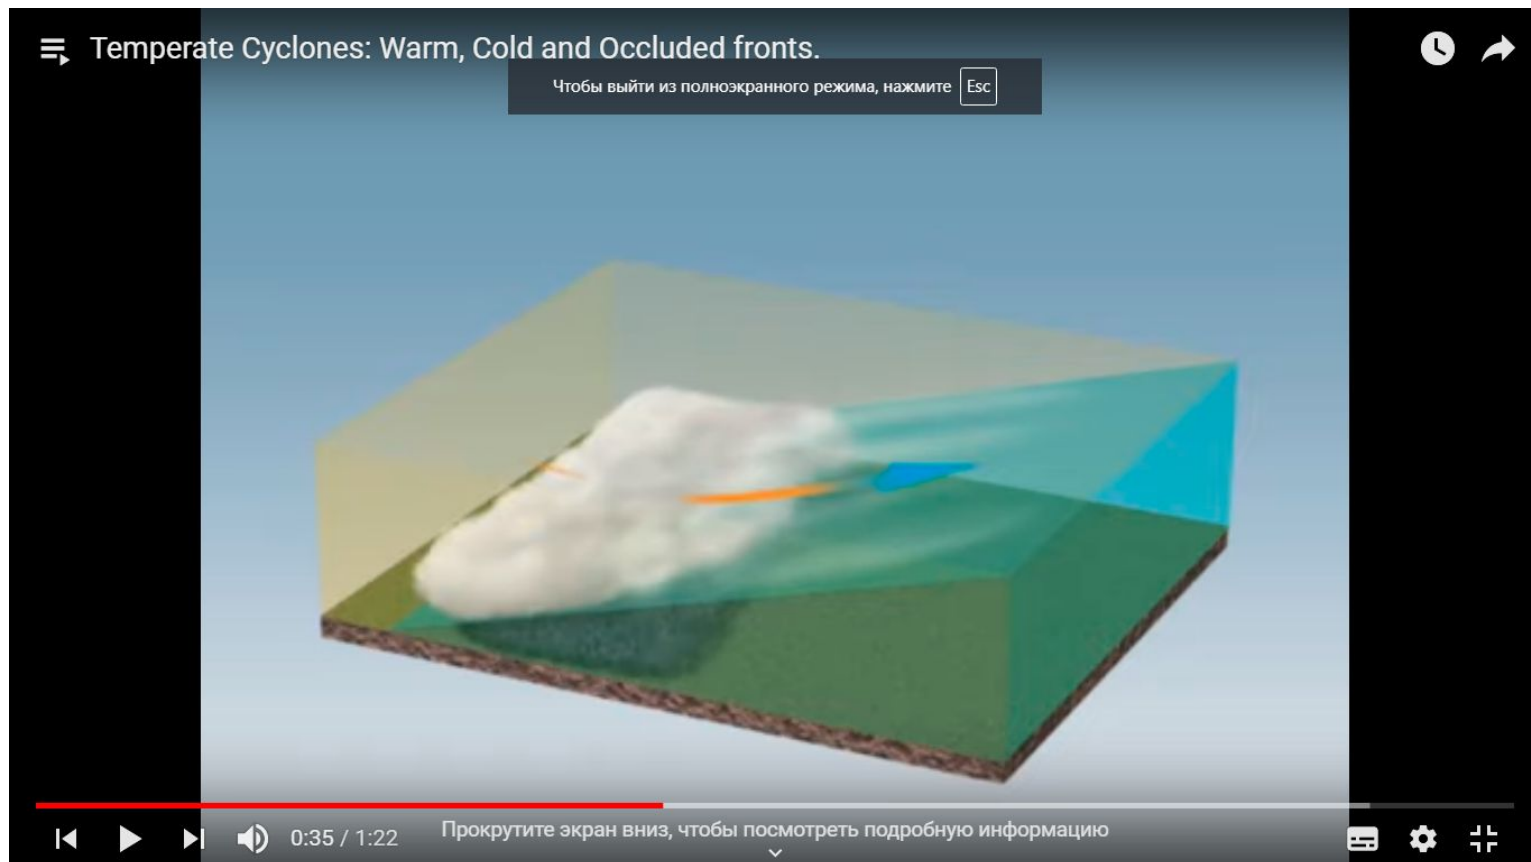 Temperate Cyclones: Warm, Cold and Occluded fronts.
Чтобы выйти из полноэкранного режима, нажмите Esc
Прокрутите экран вниз, чтобы посмотреть подробную информацию
0:35 / 1:22